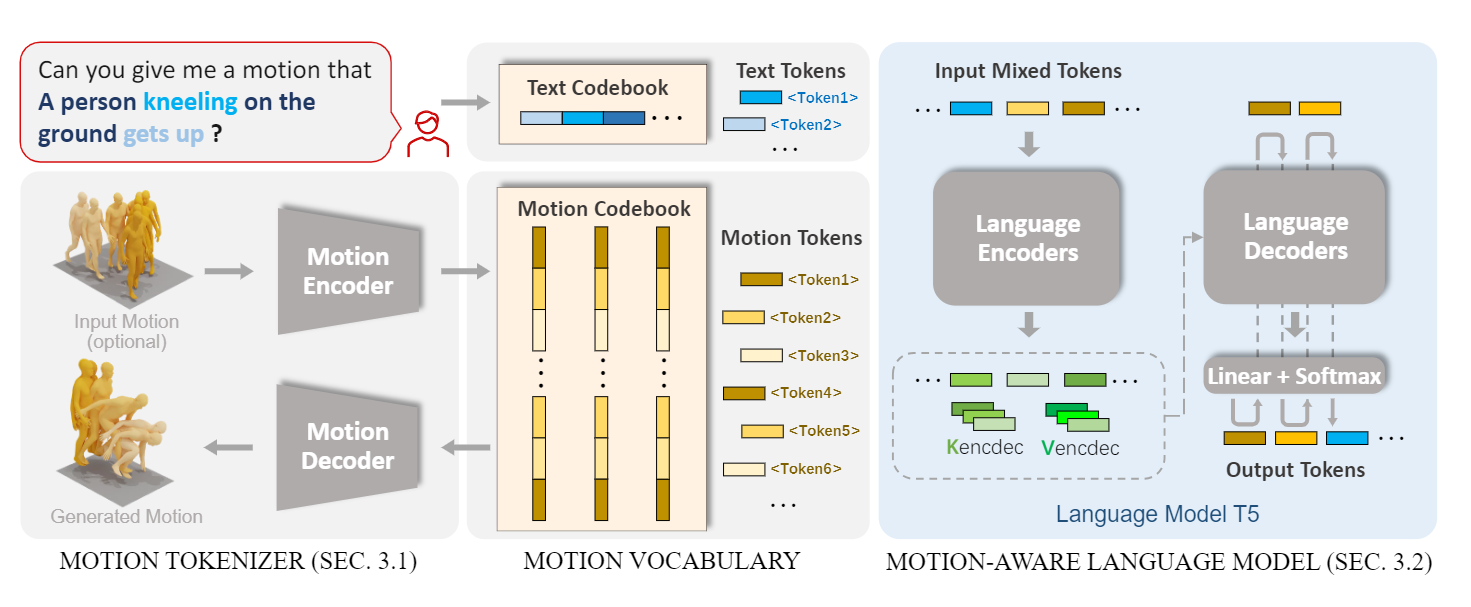 Can you give me a motion that
A person kneeling on the
ground gets up ?
Text Codebook
...
Text Tokens
<Token1>
<Token2>
...
Input Motion
(optional)
Motion
Encoder
Generated Motion
Motion
Decoder
MOTION TOKENIZER (SEC. 3.1)
Motion Codebook
Motion Tokens
<Token1>
<Token2>
<Token3>
<Token4>
<Token5>
<Token6>
...
MOTION VOCABULARY
Input Mixed Tokens
... ...
Language
Encoders
... ...
Kencdec Vencdec
Language
Decoders
Linear + Softmax
...
Output Tokens
Language Model T5
MOTION-AWARE LANGUAGE MODEL (SEC. 3.2)